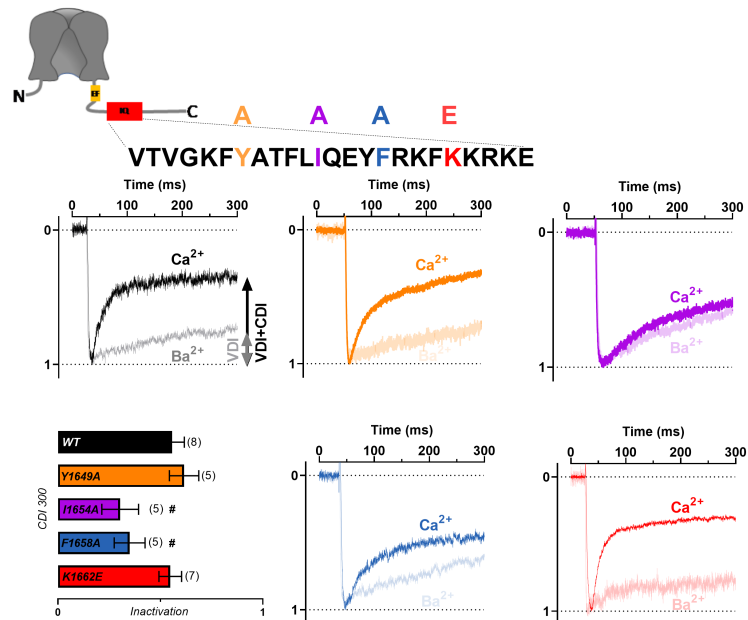 EF
IQ
N
C
A A A E
VTVGKFYATFLIQEYFRKFKKRKE
Time (ms)
0 100 200 300
0
1
Ca2+
Ba2+
VDI
VDI+CDI
Time (ms)
0 100 200 300
0
1
Ca2+
Ba2+
Time (ms)
0 100 200 300
0
1
Ca2+
Ba2+
CDI 300
WT (8)
Y1649A (5)
I1654A (5) #
F1658A (5) #
K1662E (7)
0 1
Inactivation
Time (ms)
0 100 200 300
0
1
Ca2+
Ba2+
Time (ms)
0 100 200 300
0
1
Ca2+
Ba2+